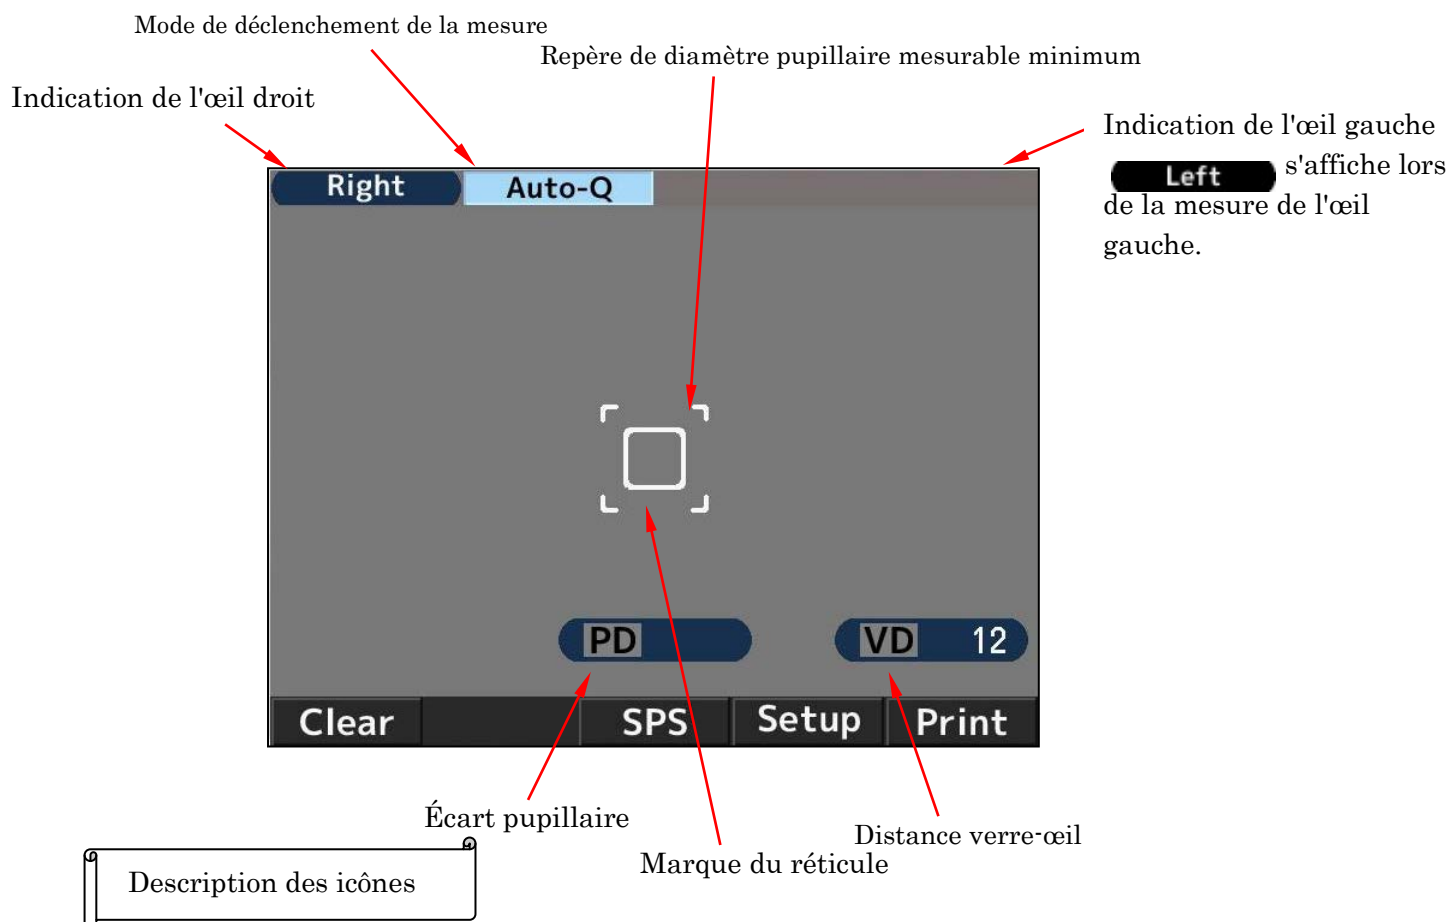 Mode de déclenchement de la mesure
Repère de diamètre pupillaire mesurable minimum
Indication de l'œil droit
Indication de l'œil gauche
Left s'affiche lors
de la mesure de l'œil
gauche.
Right
Auto-Q
PD
VD 12
Clear
SPS
Setup
Print
Écart pupillaire
Distance verre-œil
Marque du réticule
Description des icônes